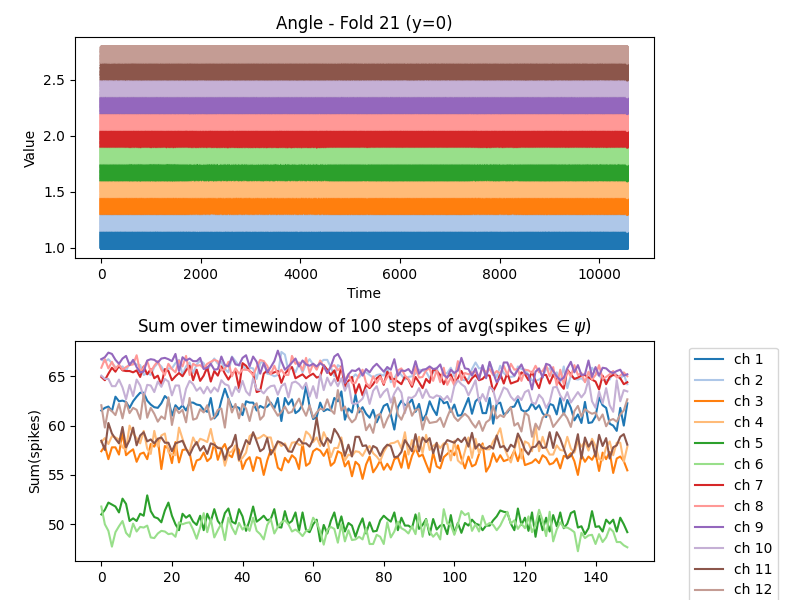 Angle - Fold 21 (y=0)
Value
2.5
2.0
1.5
1.0
0 2000 4000 6000 8000 10000
Time
Sum over timewindow of 100 steps of avg(spikes ∈ ψ)
Sum(spikes)
65
60
55
50
0 20 40 60 80 100 120 140
ch 1
ch 2
ch 3
ch 4
ch 5
ch 6
ch 7
ch 8
ch 9
ch 10
ch 11
ch 12